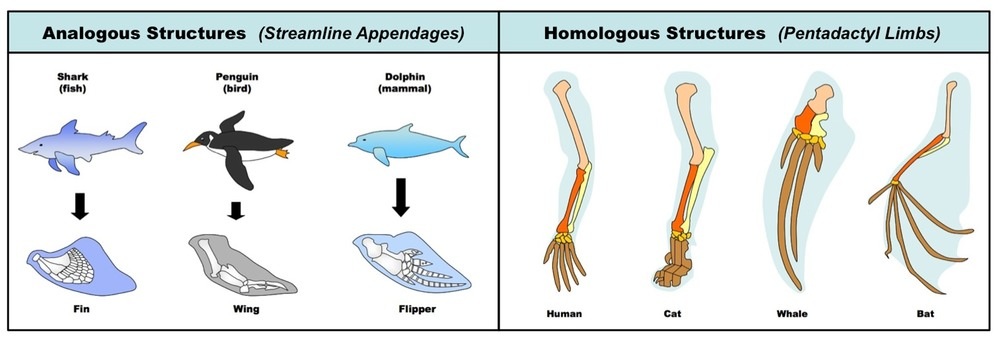 Analogous Structures (Streamline Appendages)
Homologous Structures (Pentadactyl Limbs)
Shark
(fish)
Penguin
(bird)
Dolphin
(mammal)
Fin
Wing
Flipper
Human
Cat
Whale
Bat